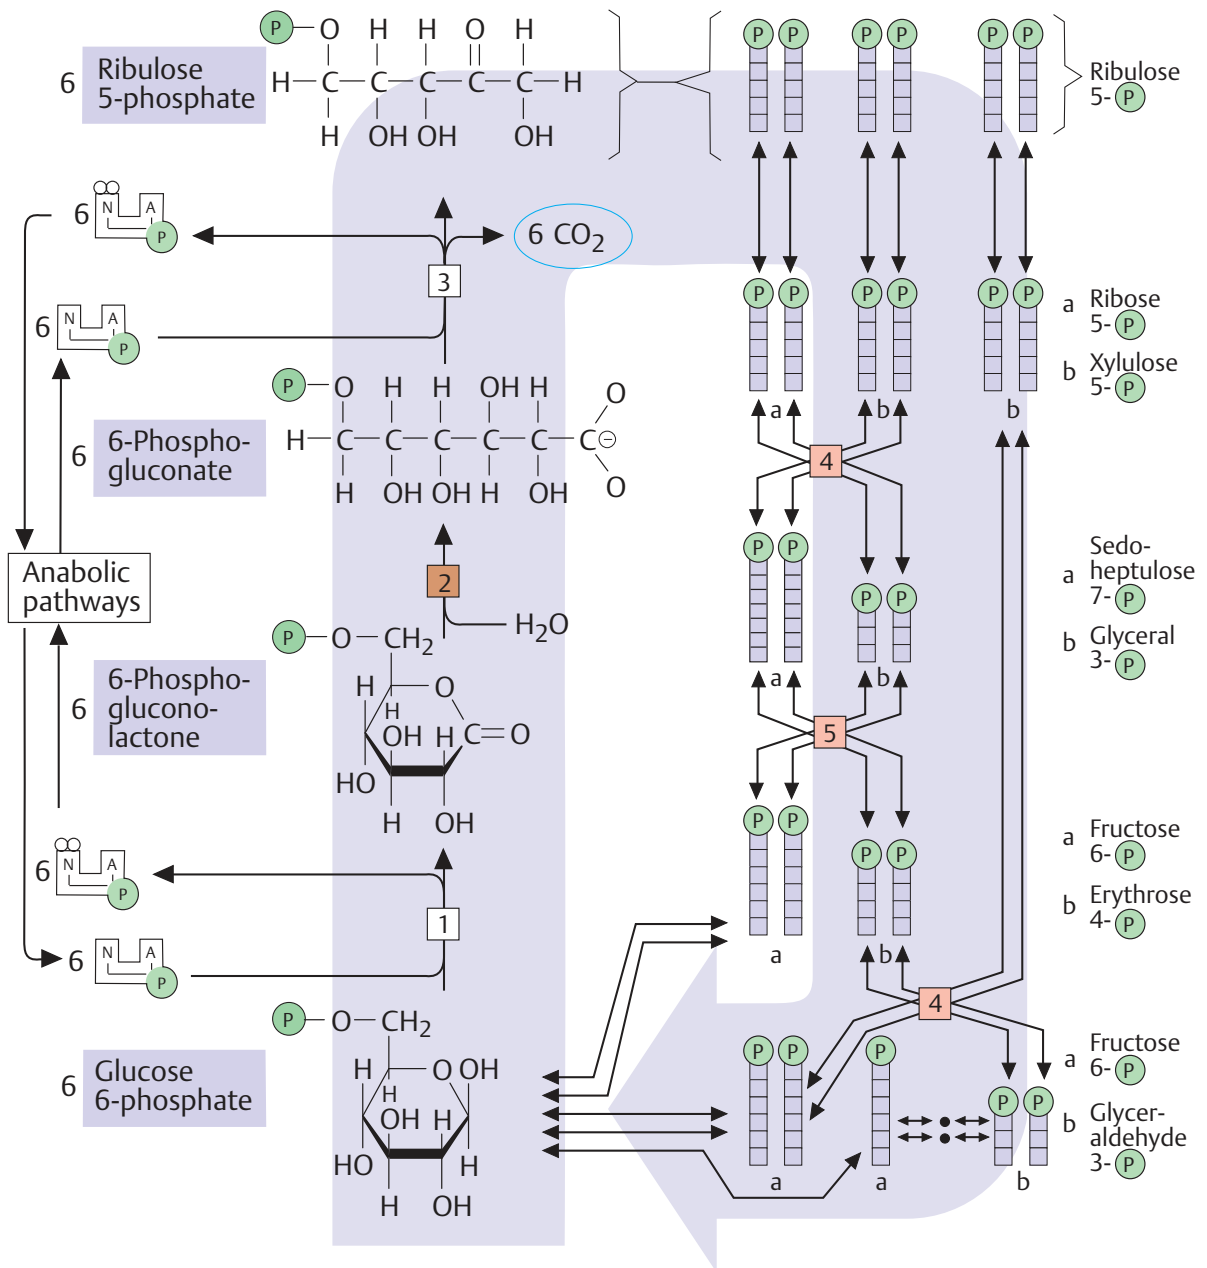 P O H H O H
6 Ribulose
5-phosphate
H C C C C C H
H OH OH OH
P P P P P P
Ribulose
5- P
6 N A P
6 CO2
3
6 N A P
P P P P P P
a Ribose
5- P
b Xylulose
5- P
a b b
P O H H OH H O
6 6-Phospho-
gluconate
H C C C C C C ⊖
H OH OH H OH O
4
Anabolic
pathways
2
H2O
P P P P
a Sedo-
heptulose
7- P
b Glyceral
3- P
a b
P O CH2
6 6-Phospho-
glucono-
lactone
H O
H
OH H C O
HO
H OH
5
P P P P
a Fructose
6- P
b Erythrose
4- P
a b
6 N A P
1
6 N A P
4
P O CH2
6 Glucose
6-phosphate
H O OH
H
OH H
HO H
H OH
P P P P P
a Fructose
6- P
b Glycer-
aldehyde
3- P
a a b